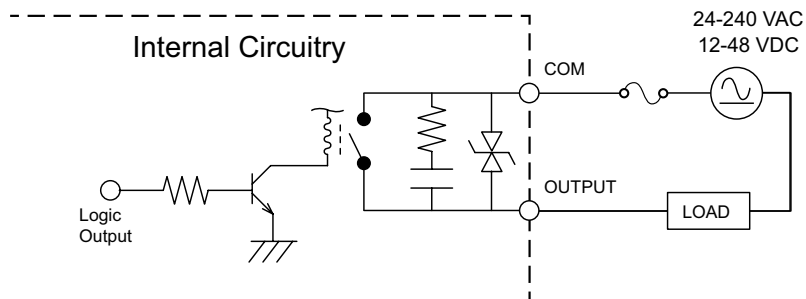 24-240 VAC
12-48 VDC
Internal Circuitry
COM
OUTPUT
LOAD
Logic
Output